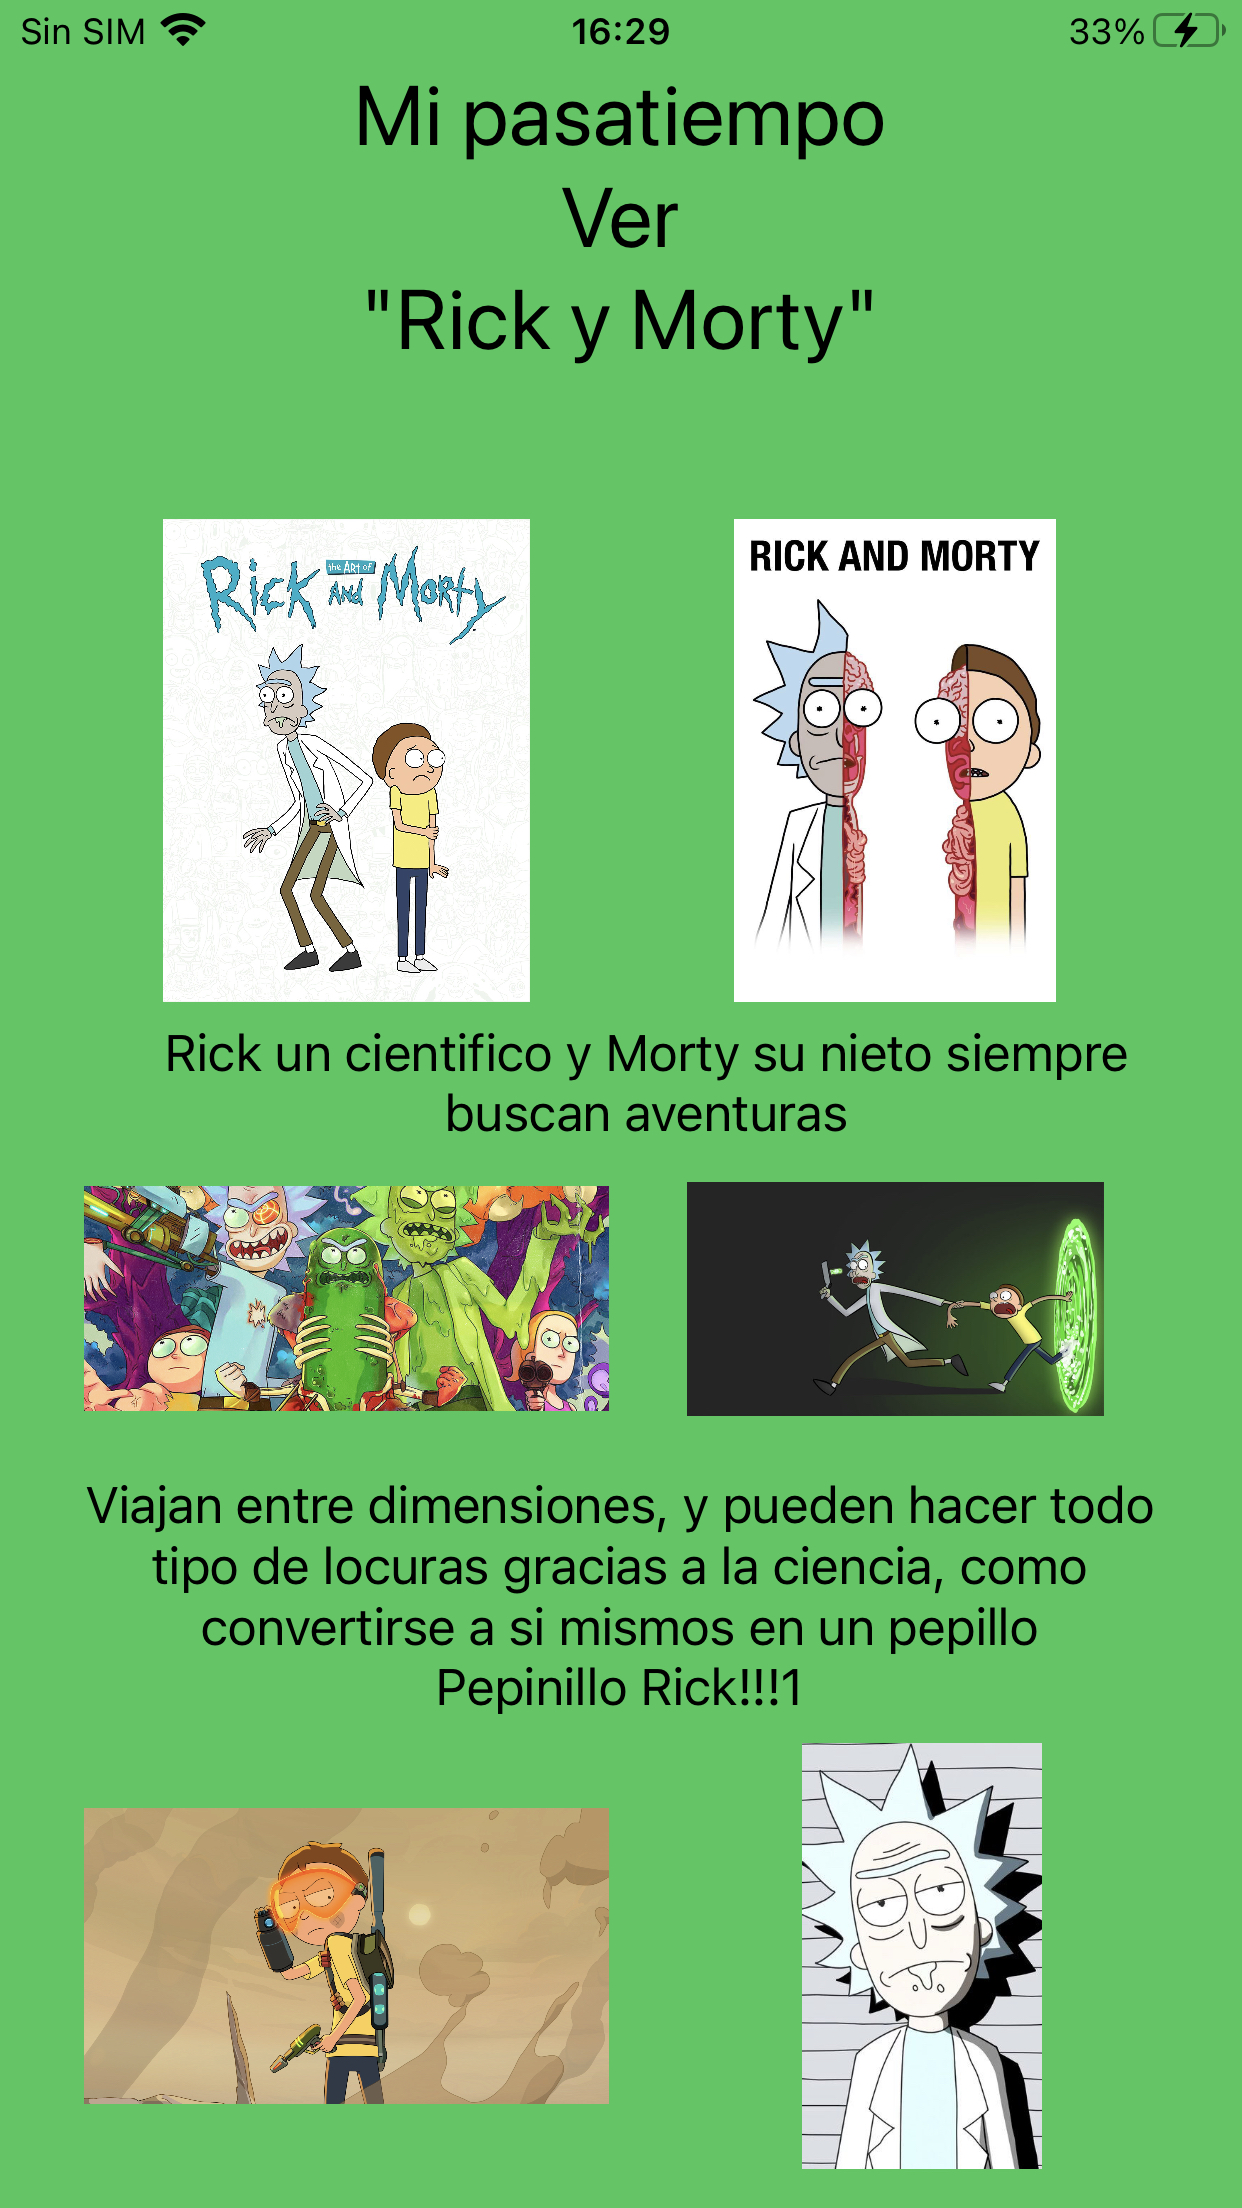 Sin SIM 16:29 33%
Mi pasatiempo
Ver
"Rick y Morty"
Rick the ART of AND Morty
RICK AND MORTY
Rick un cientifico y Morty su nieto siempre
buscan aventuras
Viajan entre dimensiones, y pueden hacer todo
tipo de locuras gracias a la ciencia, como
convertirse a si mismos en un pepillo
Pepinillo Rick!!!1